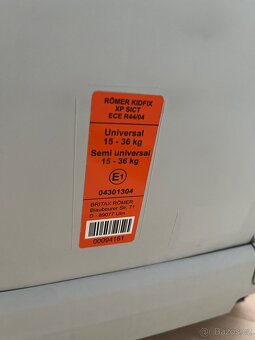 RÖMER KIDFIX
XP SICT
ECE R44/04
Universal
15 - 36 kg
Semi universal
15 - 36 kg
E1
04301304
BRITAX RÖMER
Blaubeurer Str. 71
D - 89077 Ulm
00094161